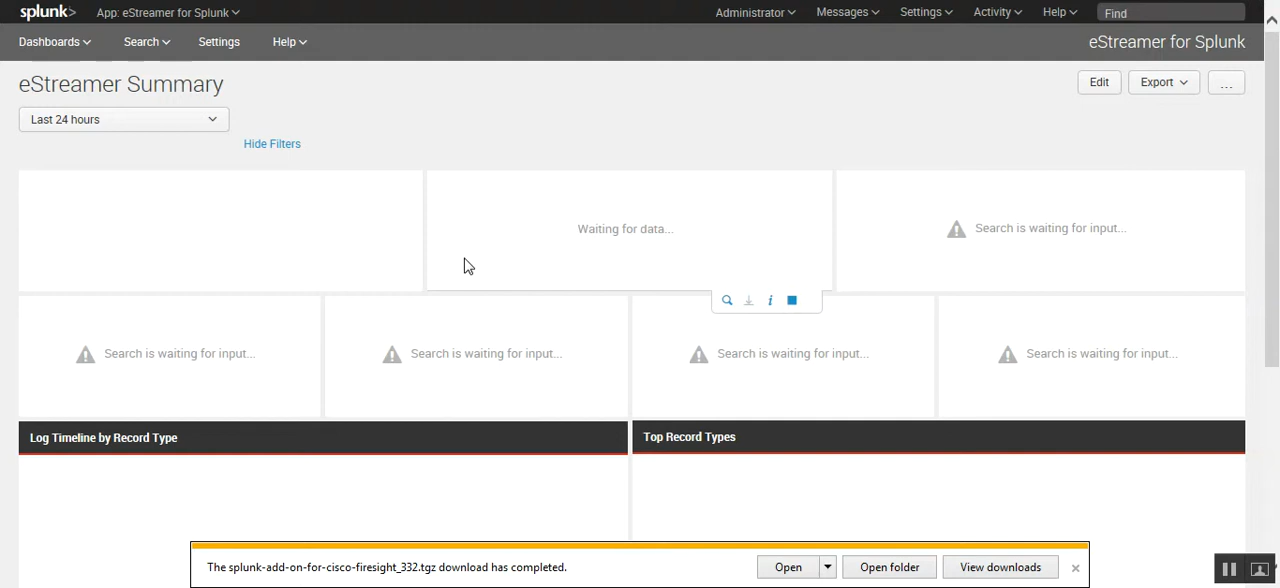 splunk> App: eStreamer for Splunk Administrator Messages Settings Activity Help Find
Dashboards Search Settings Help eStreamer for Splunk
eStreamer Summary Edit Export ...
Last 24 hours
Hide Filters
Waiting for data... Search is waiting for input...
Search is waiting for input... Search is waiting for input... Search is waiting for input... Search is waiting for input...
Log Timeline by Record Type Top Record Types
The splunk-add-on-for-cisco-firesight_332.tgz download has completed. Open Open folder View downloads